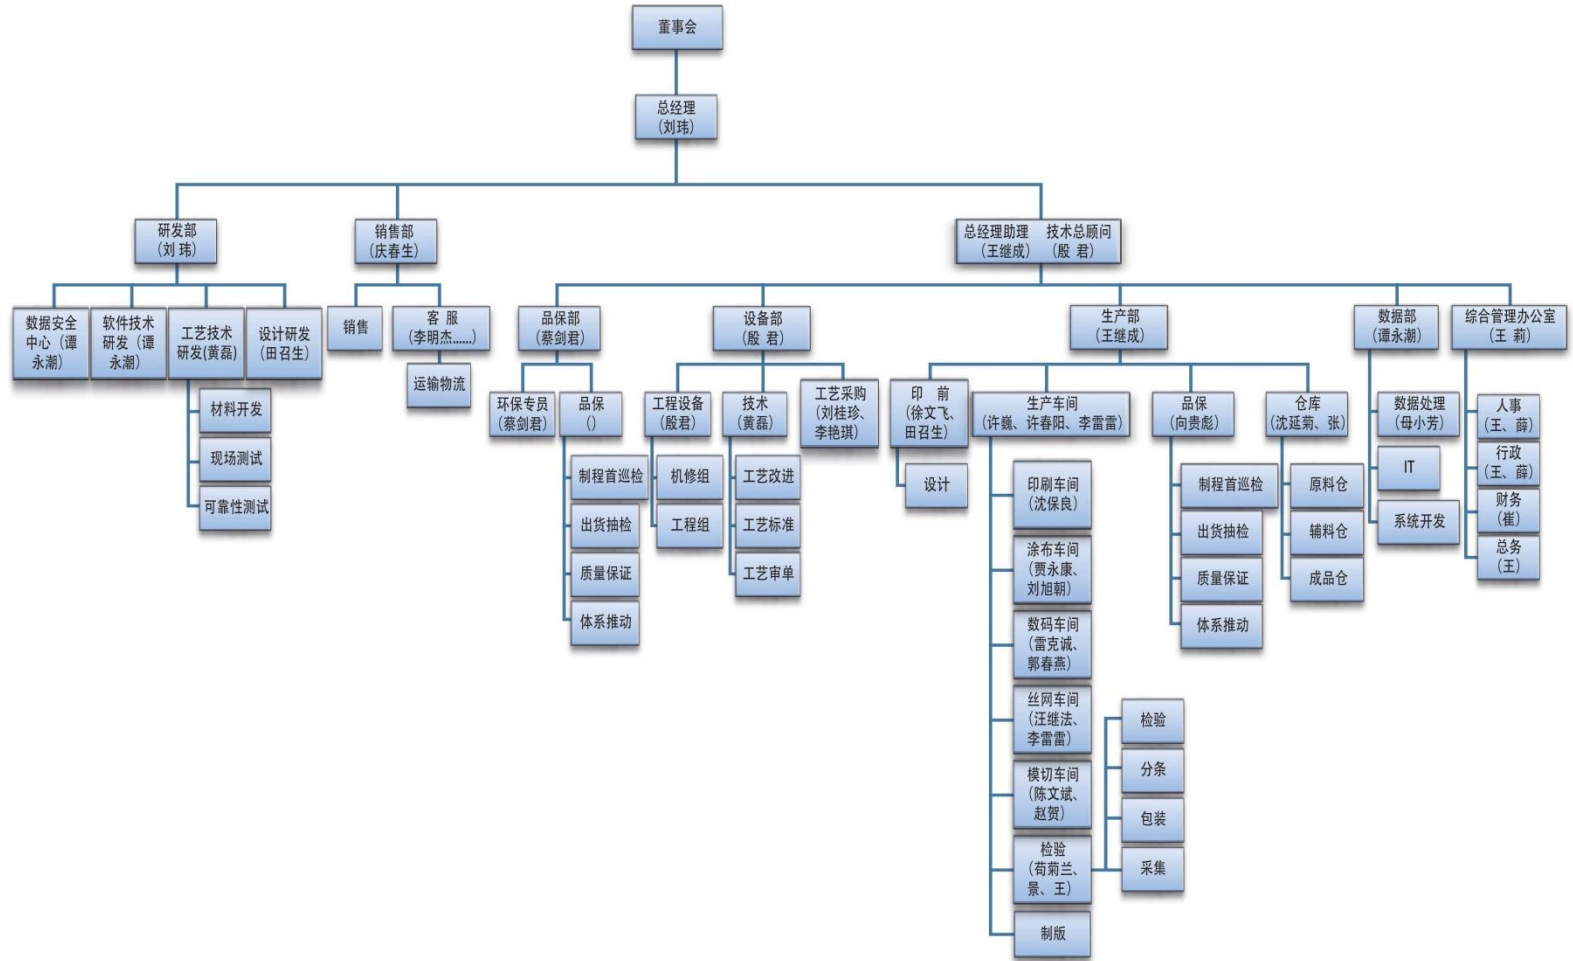 董事会
总经理
（刘玮）
研发部
（刘 玮）
销售部
（庆春生）
总经理助理 技术总顾问
（王继成）（殷 君）
数据安全
中心（谭
永潮）
软件技术
研发（谭
永潮）
工艺技术
研发(黄磊)
设计研发
（田召生）
材料开发
现场测试
可靠性测试
销售
客 服
（李明杰......）
运输物流
品保部
（蔡剑君）
环保专员
（蔡剑君）
品保
（）
制程首巡检
出货抽检
质量保证
体系推动
设备部
（殷 君）
工程设备
（殷君）
机修组
工程组
技术
（黄磊）
工艺改进
工艺标准
工艺审单
工艺采购
（刘桂珍、
李艳琪）
生产部
（王继成）
印 前
（徐文飞、
田召生）
设计
生产车间
（许巍、许春阳、李雷雷）
印刷车间
（沈保良）
涂布车间
（贾永康、
刘旭朝）
数码车间
（雷克诚、
郭春燕）
丝网车间
（汪继法、
李雷雷）
模切车间
（陈文斌、
赵贺）
检验
（荀菊兰、
景、王）
制版
检验
分条
包装
采集
品保
（向贵彪）
制程首巡检
出货抽检
质量保证
体系推动
仓库
（沈延菊、张）
原料仓
辅料仓
成品仓
数据部
（谭永潮）
数据处理
（母小芳）
IT
系统开发
综合管理办公室
（王 莉）
人事
（王、薛）
行政
（王、薛）
财务
（崔）
总务
（王）